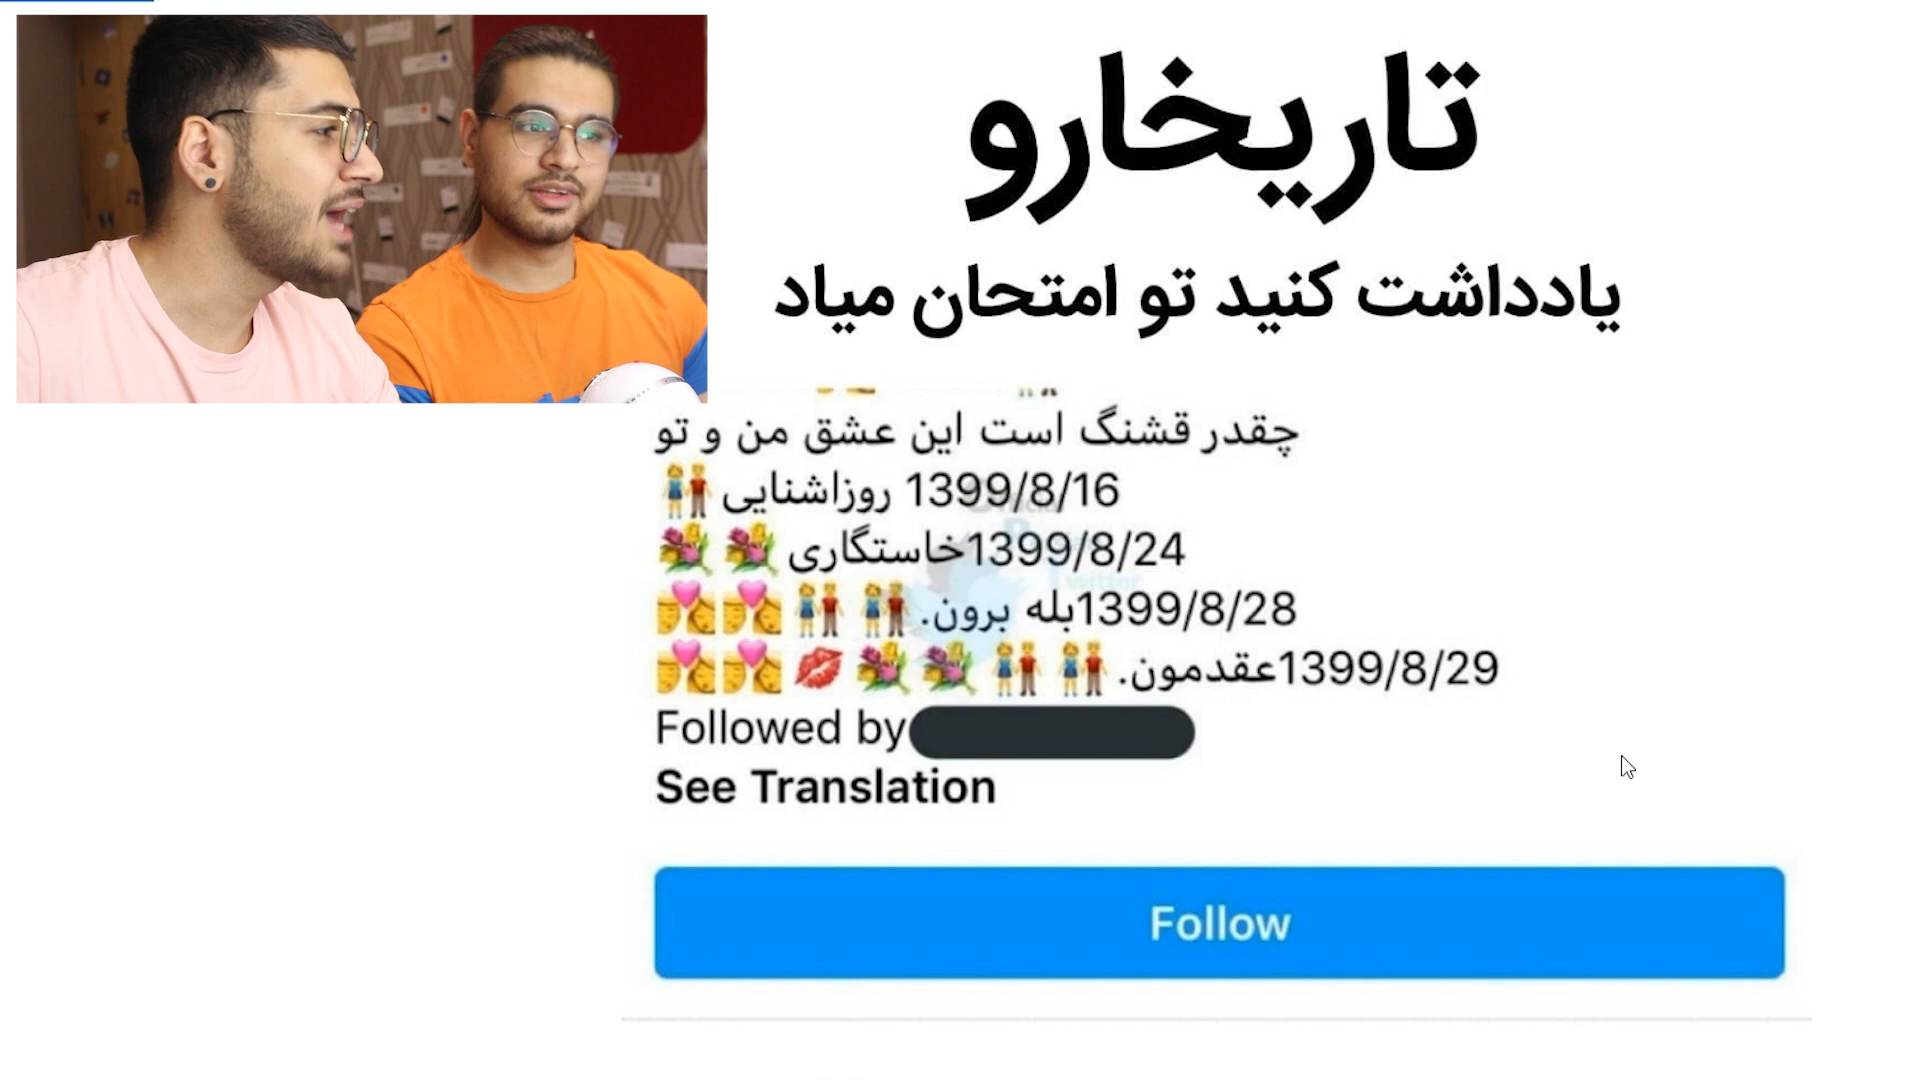 تاریخارو
یادداشت کنید تو امتحان میاد
چقدر قشنگ است این عشق من و تو
1399/8/16 روزاشنایی
1399/8/24خاستگاری
1399/8/28بله برون.
1399/8/29عقدمون.
Followed by
See Translation
Follow